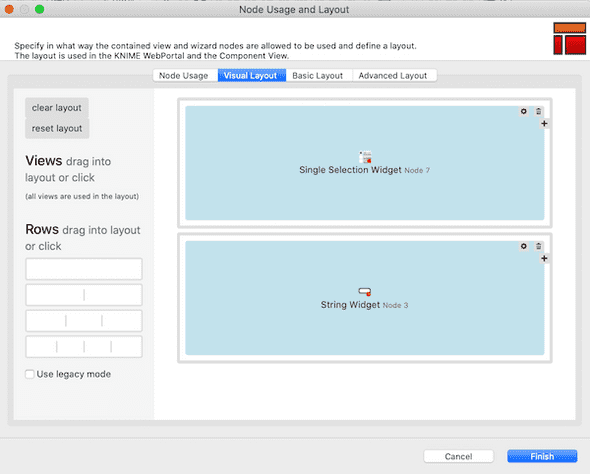 Node Usage and Layout
Specify in what way the contained view and wizard nodes are allowed to be used and define a layout.
The layout is used in the KNIME WebPortal and the Component View.
Node Usage Visual Layout Basic Layout Advanced Layout
clear layout
reset layout
Views drag into
layout or click
(all views are used in the layout)
Rows drag into layout
or click
Use legacy mode
Single Selection Widget Node 7
String Widget Node 3
Cancel Finish